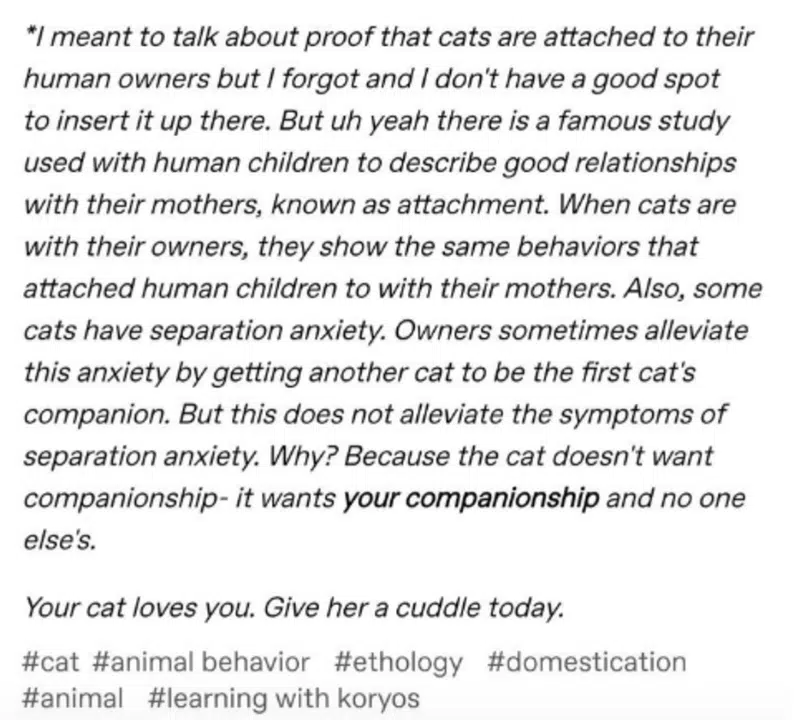 *I meant to talk about proof that cats are attached to their
human owners but I forgot and I don't have a good spot
to insert it up there. But uh yeah there is a famous study
used with human children to describe good relationships
with their mothers, known as attachment. When cats are
with their owners, they show the same behaviors that
attached human children to with their mothers. Also, some
cats have separation anxiety. Owners sometimes alleviate
this anxiety by getting another cat to be the first cat's
companion. But this does not alleviate the symptoms of
separation anxiety. Why? Because the cat doesn't want
companionship- it wants your companionship and no one
else's.
Your cat loves you. Give her a cuddle today.
#cat #animal behavior #ethology #domestication
#animal #learning with koryos